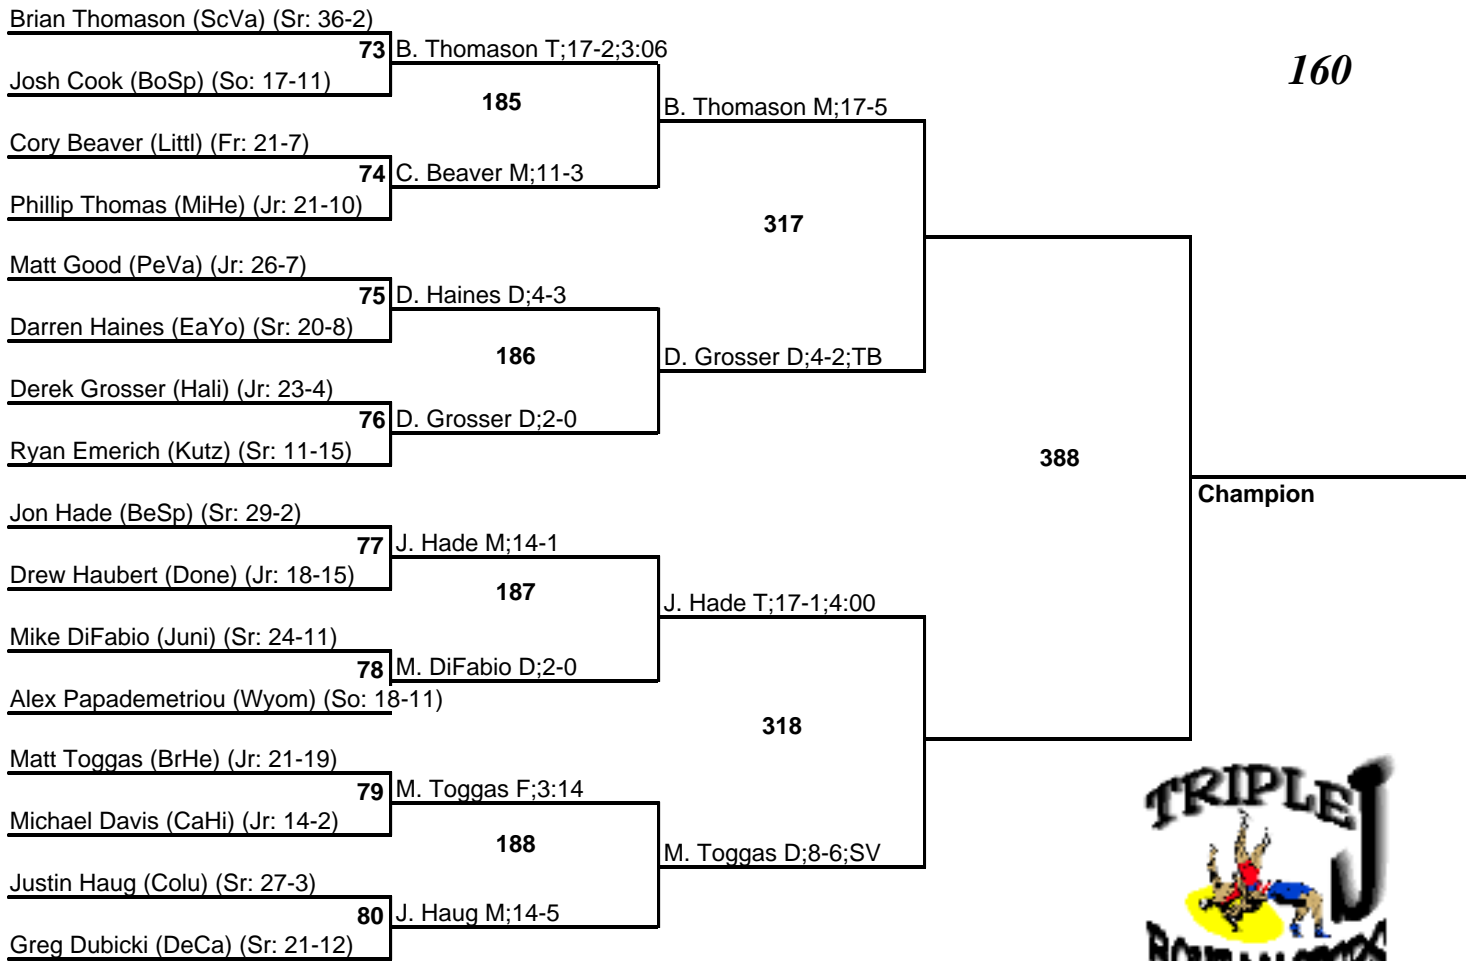 Brian Thomason (ScVa) (Sr: 36-2)
73 B. Thomason T;17-2;3:06
160
Josh Cook (BoSp) (So: 17-11)
185
B. Thomason M;17-5
Cory Beaver (Littl) (Fr: 21-7)
74 C. Beaver M;11-3
Phillip Thomas (MiHe) (Jr: 21-10)
317
Matt Good (PeVa) (Jr: 26-7)
75 D. Haines D;4-3
Darren Haines (EaYo) (Sr: 20-8)
186
D. Grosser D;4-2;TB
Derek Grosser (Hali) (Jr: 23-4)
76 D. Grosser D;2-0
Ryan Emerich (Kutz) (Sr: 11-15)
388
Champion
Jon Hade (BeSp) (Sr: 29-2)
77 J. Hade M;14-1
Drew Haubert (Done) (Jr: 18-15)
187
J. Hade T;17-1;4:00
Mike DiFabio (Juni) (Sr: 24-11)
78 M. DiFabio D;2-0
Alex Papademetriou (Wyom) (So: 18-11)
318
Matt Toggas (BrHe) (Jr: 21-19)
79 M. Toggas F;3:14
Michael Davis (CaHi) (Jr: 14-2)
188
M. Toggas D;8-6;SV
Justin Haug (Colu) (Sr: 27-3)
80 J. Haug M;14-5
Greg Dubicki (DeCa) (Sr: 21-12)
TRIPLE J